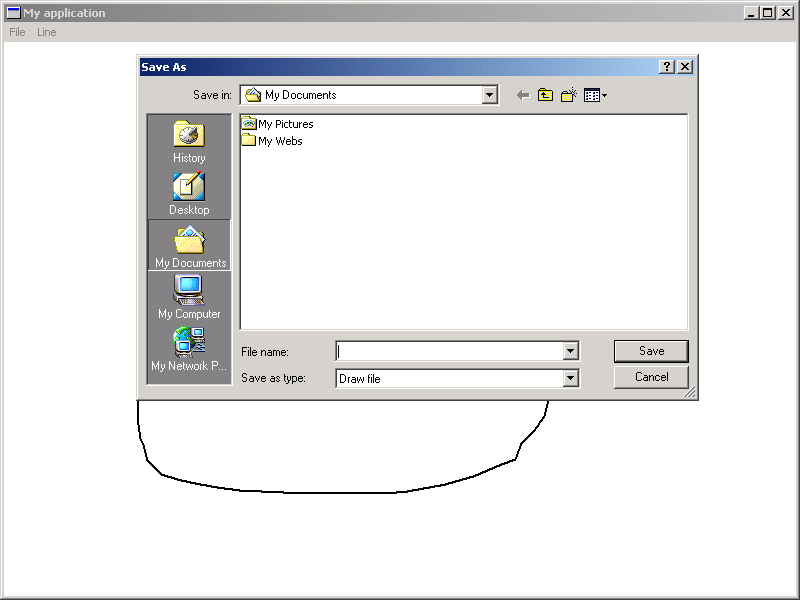 My application
File Line
Save As
Save in: My Documents
My Pictures
My Webs
History
Desktop
My Documents
My Computer
My Network P...
File name:
Save
Save as type: Draw file
Cancel